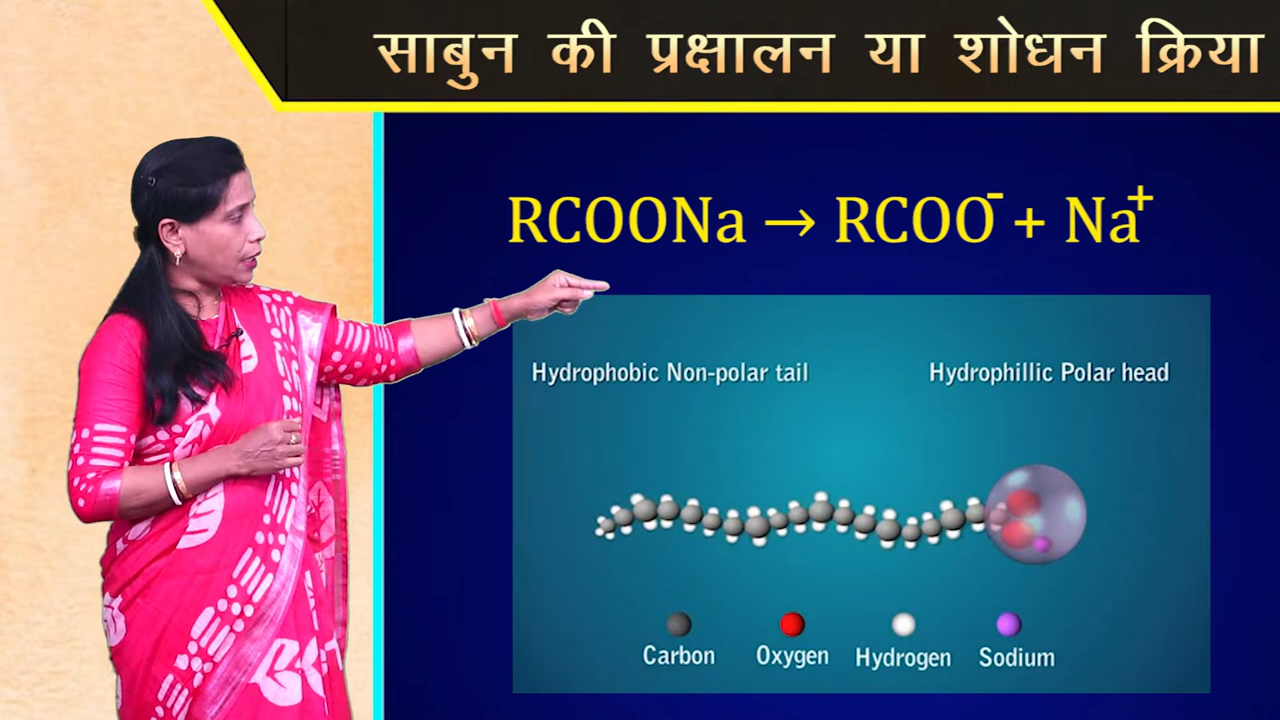 साबुन की प्रक्षालन या शोधन क्रिया
RCOONa → RCOO⁻ + Na⁺
Hydrophobic Non-polar tail
Hydrophillic Polar head
Carbon Oxygen Hydrogen Sodium